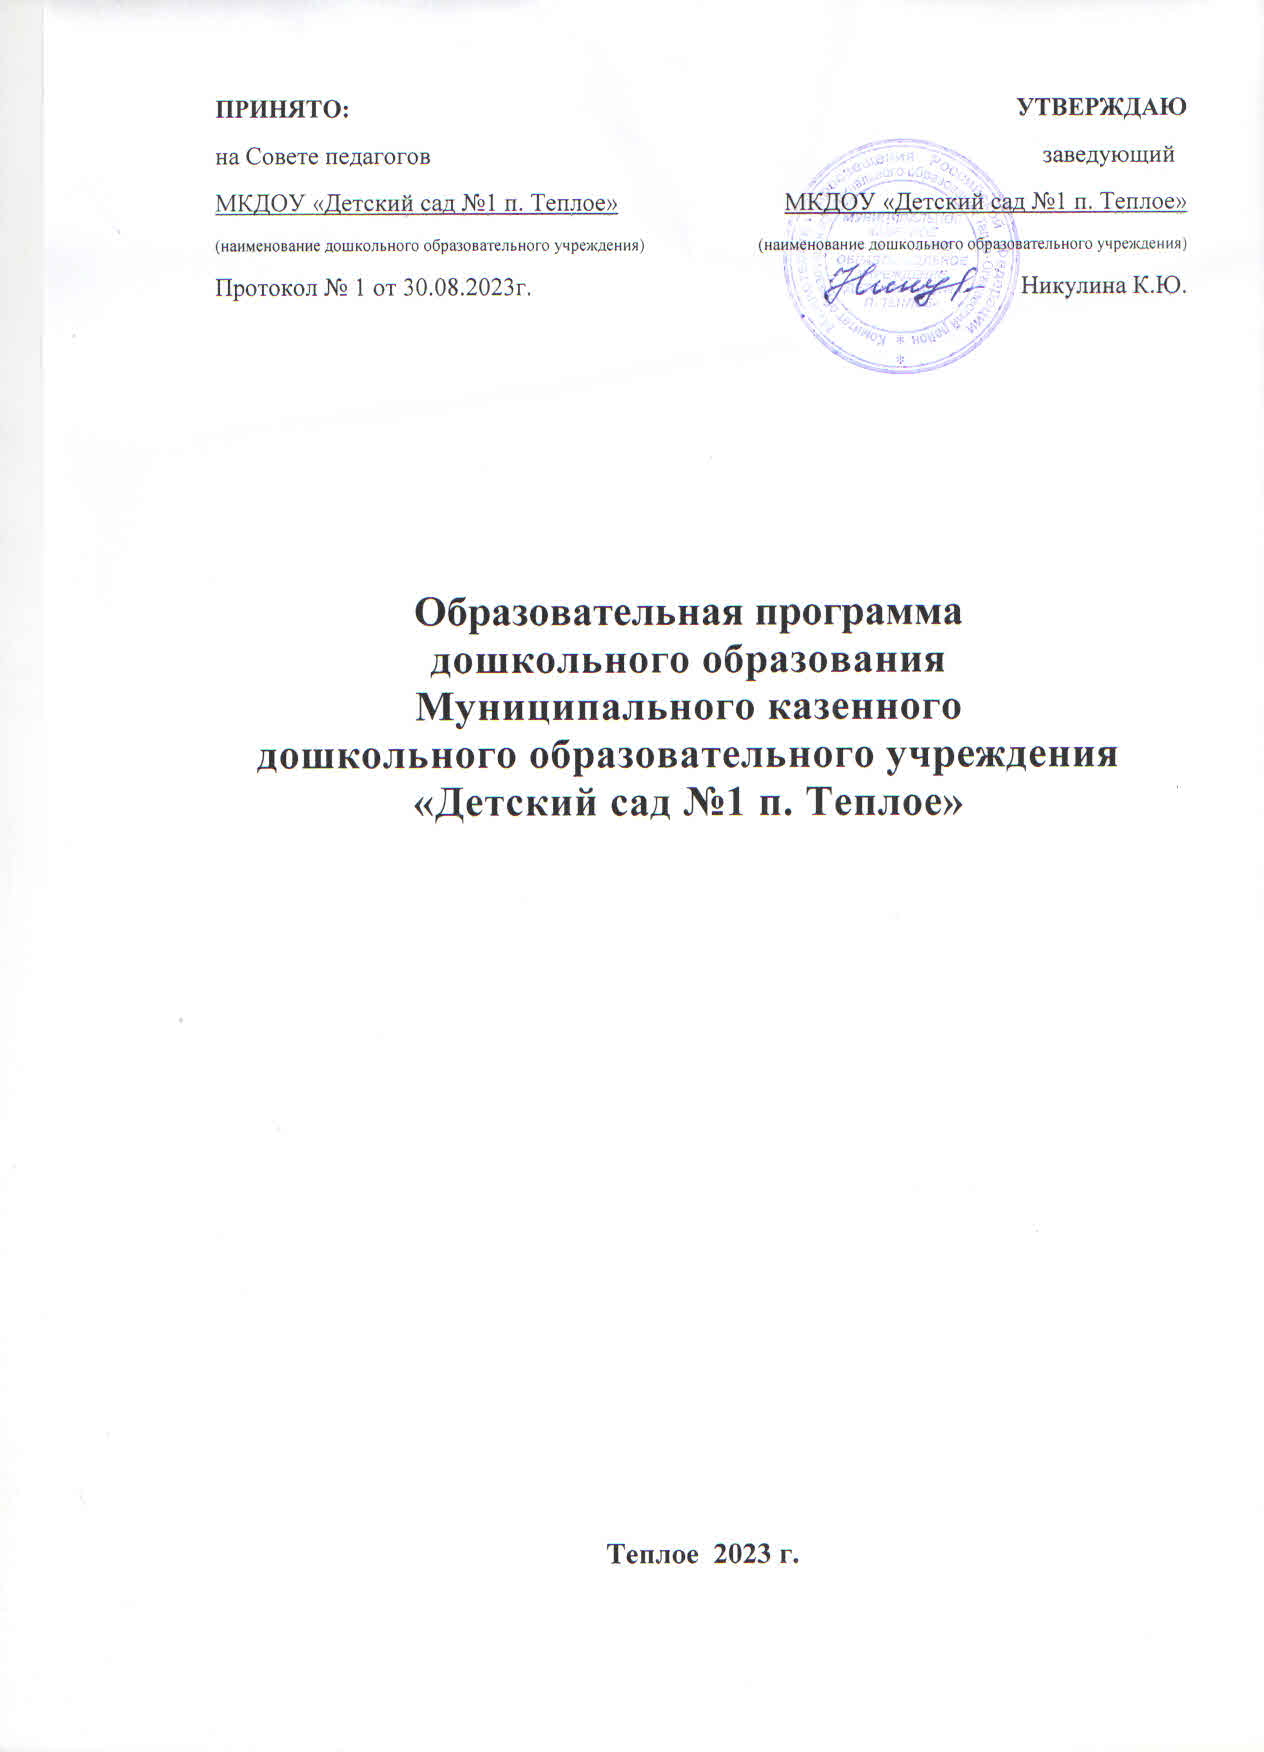 ПРИНЯТО:
на Совете педагогов
МКДОУ «Детский сад №1 п. Теплое»
(наименование дошкольного образовательного учреждения)
Протокол № 1 от 30.08.2023г.
УТВЕРЖДАЮ
заведующий
МКДОУ «Детский сад №1 п. Теплое»
(наименование дошкольного образовательного учреждения)
Никулина К.Ю.
Образовательная программа
дошкольного образования
Муниципального казенного
дошкольного образовательного учреждения
«Детский сад №1 п. Теплое»
Теплое 2023 г.